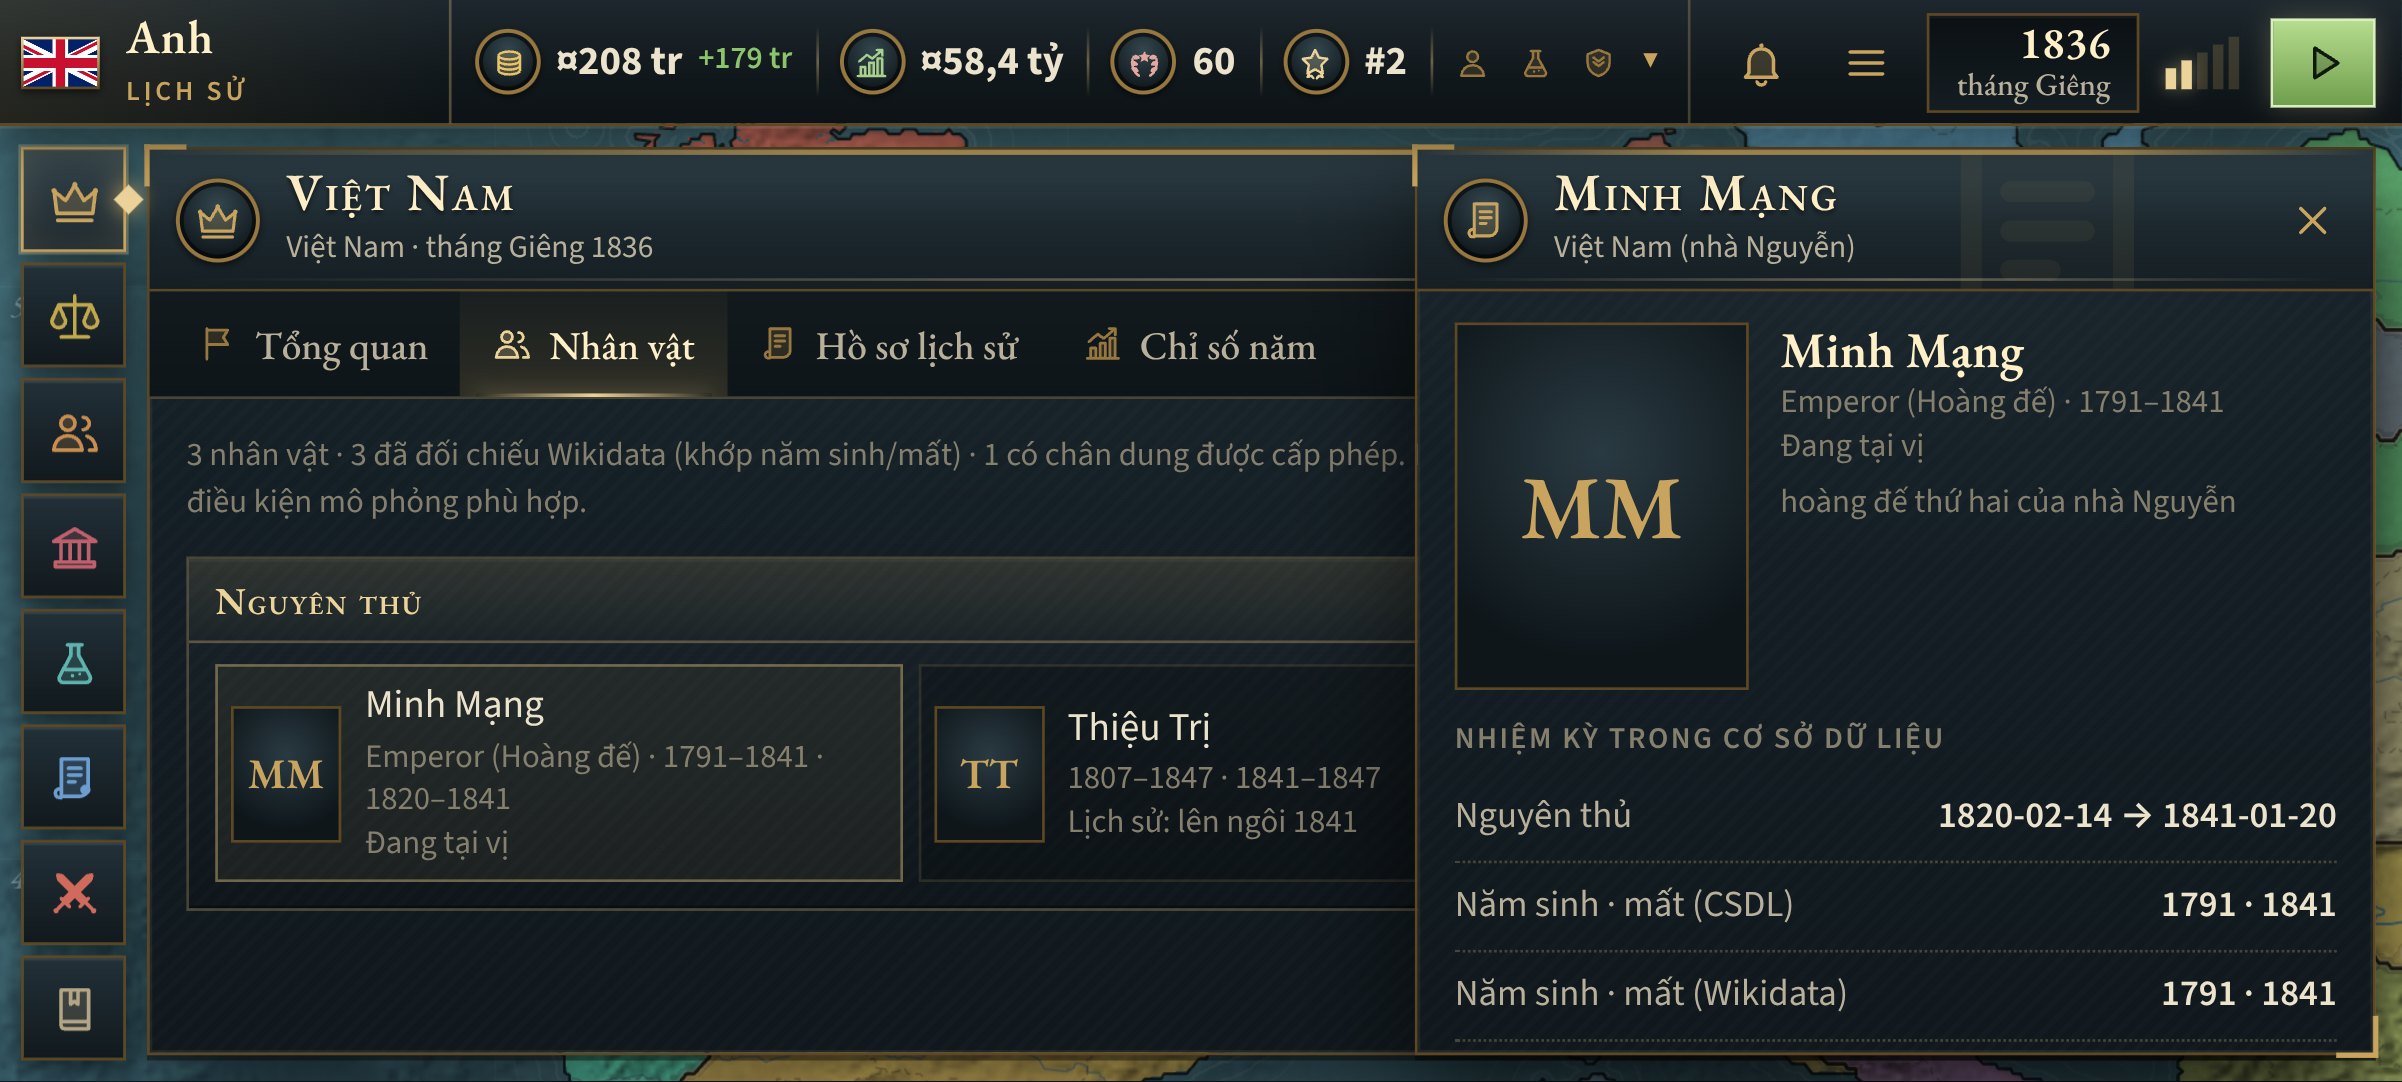 Anh
LỊCH SỬ
¤208 tr +179 tr
¤58,4 tỷ
60
#2
1836
tháng Giêng
Việt Nam
Việt Nam · tháng Giêng 1836
Tổng quan
Nhân vật
Hồ sơ lịch sử
Chỉ số năm
3 nhân vật · 3 đã đối chiếu Wikidata (khớp năm sinh/mất) · 1 có chân dung được cấp phép.
điều kiện mô phỏng phù hợp.
Nguyên thủ
MM
Minh Mạng
Emperor (Hoàng đế) · 1791–1841 ·
1820–1841
Đang tại vị
TT
Thiệu Trị
1807–1847 · 1841–1847
Lịch sử: lên ngôi 1841
Minh Mạng
Việt Nam (nhà Nguyễn)
MM
Minh Mạng
Emperor (Hoàng đế) · 1791–1841
Đang tại vị
hoàng đế thứ hai của nhà Nguyễn
NHIỆM KỲ TRONG CƠ SỞ DỮ LIỆU
Nguyên thủ 1820-02-14 → 1841-01-20
Năm sinh · mất (CSDL) 1791 · 1841
Năm sinh · mất (Wikidata) 1791 · 1841